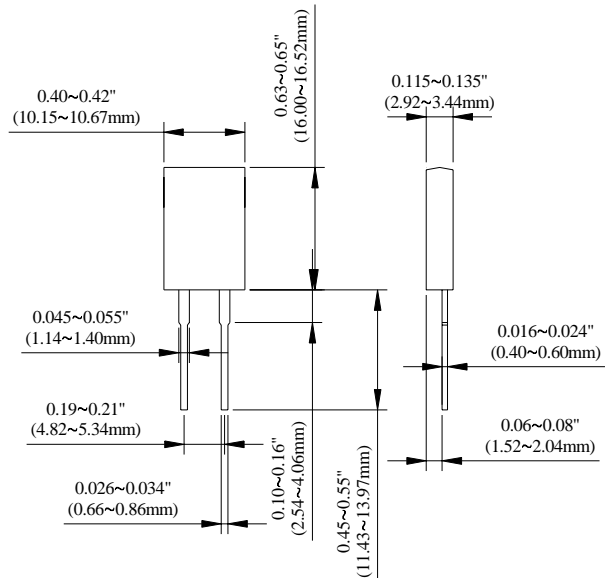 0.40~0.42"
(10.15~10.67mm)
0.63~0.65"
(16.00~16.52mm)
0.115~0.135"
(2.92~3.44mm)
0.045~0.055"
(1.14~1.40mm)
0.016~0.024"
(0.40~0.60mm)
0.19~0.21"
(4.82~5.34mm)
0.06~0.08"
(1.52~2.04mm)
0.10~0.16"
(2.54~4.06mm)
0.45~0.55"
(11.43~13.97mm)
0.026~0.034"
(0.66~0.86mm)